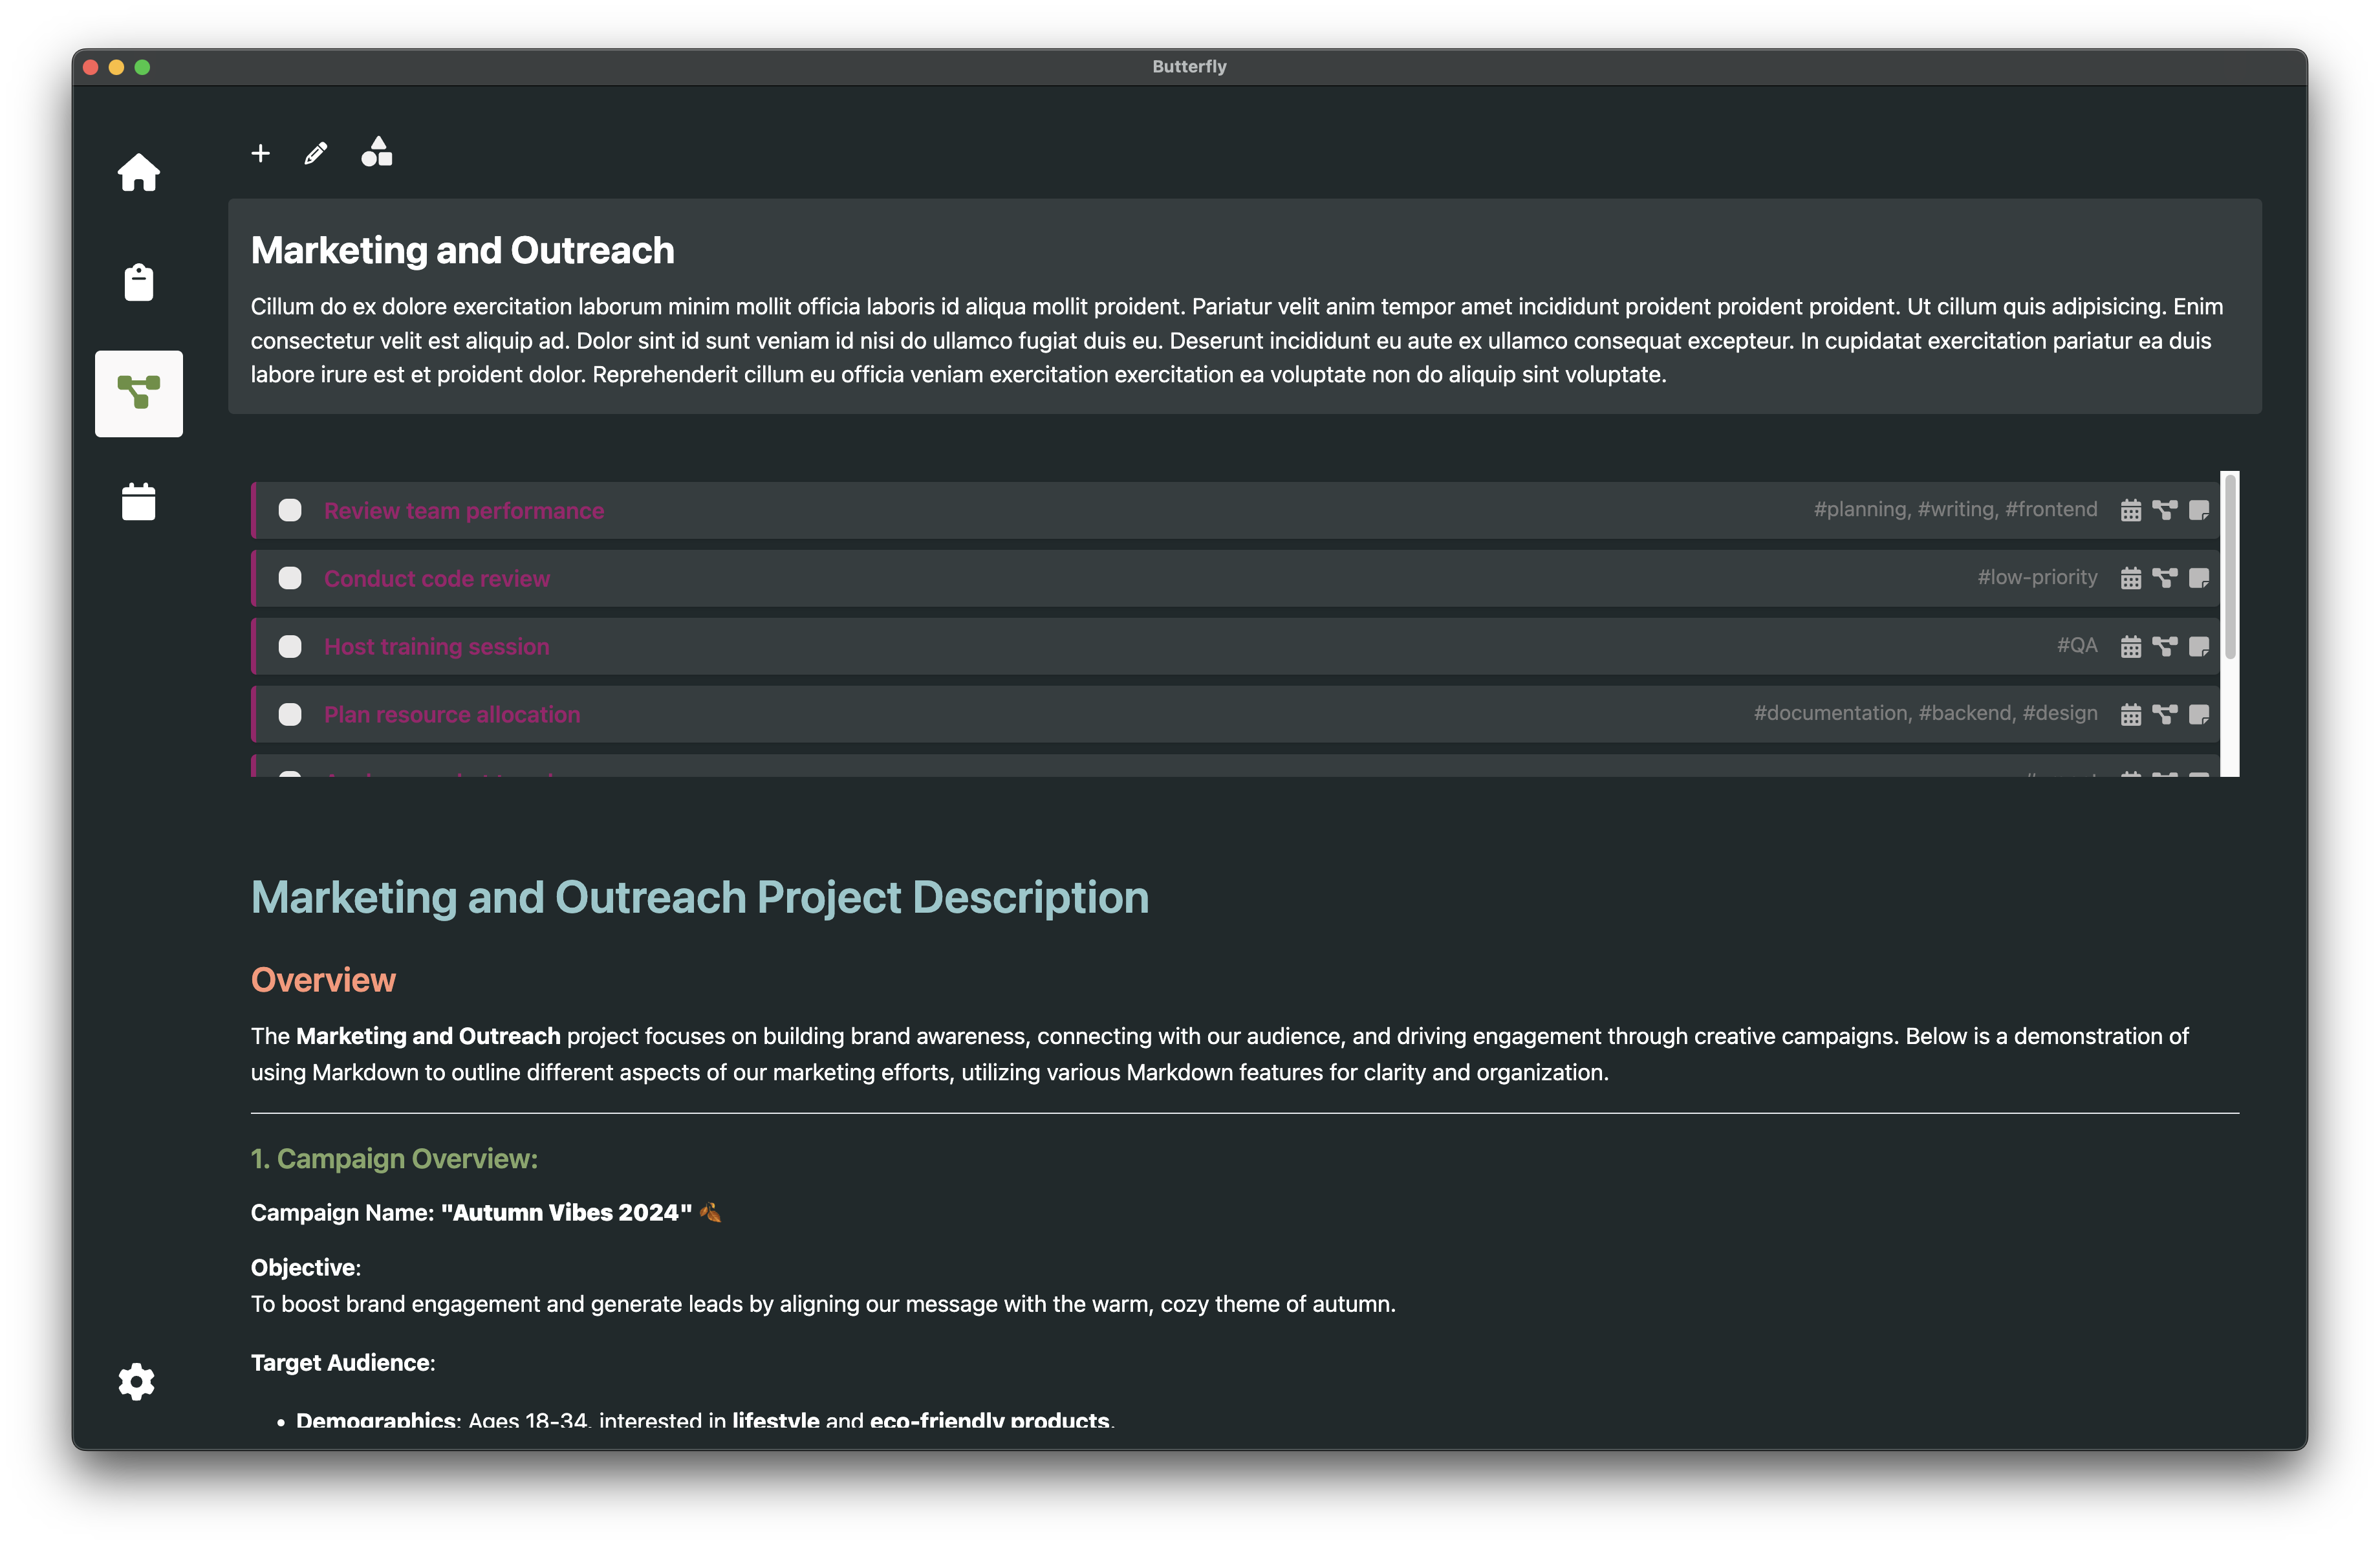 Butterfly
Marketing and Outreach
Cillum do ex dolore exercitation laborum minim mollit officia laboris id aliqua mollit proident. Pariatur velit anim tempor amet incididunt proident proident proident. Ut cillum quis adipisicing. Enim
consectetur velit est aliquip ad. Dolor sint id sunt veniam id nisi do ullamco fugiat duis eu. Deserunt incididunt eu aute ex ullamco consequat excepteur. In cupidatat exercitation pariatur ea duis
labore irure est et proident dolor. Reprehenderit cillum eu officia veniam exercitation exercitation ea voluptate non do aliquip sint voluptate.
Review team performance #planning, #writing, #frontend
Conduct code review #low-priority
Host training session #QA
Plan resource allocation #documentation, #backend, #design
Marketing and Outreach Project Description
Overview
The Marketing and Outreach project focuses on building brand awareness, connecting with our audience, and driving engagement through creative campaigns. Below is a demonstration of
using Markdown to outline different aspects of our marketing efforts, utilizing various Markdown features for clarity and organization.
1. Campaign Overview:
Campaign Name: "Autumn Vibes 2024" 🍂
Objective:
To boost brand engagement and generate leads by aligning our message with the warm, cozy theme of autumn.
Target Audience:
• Demographics: Ages 18-34, interested in lifestyle and eco-friendly products.